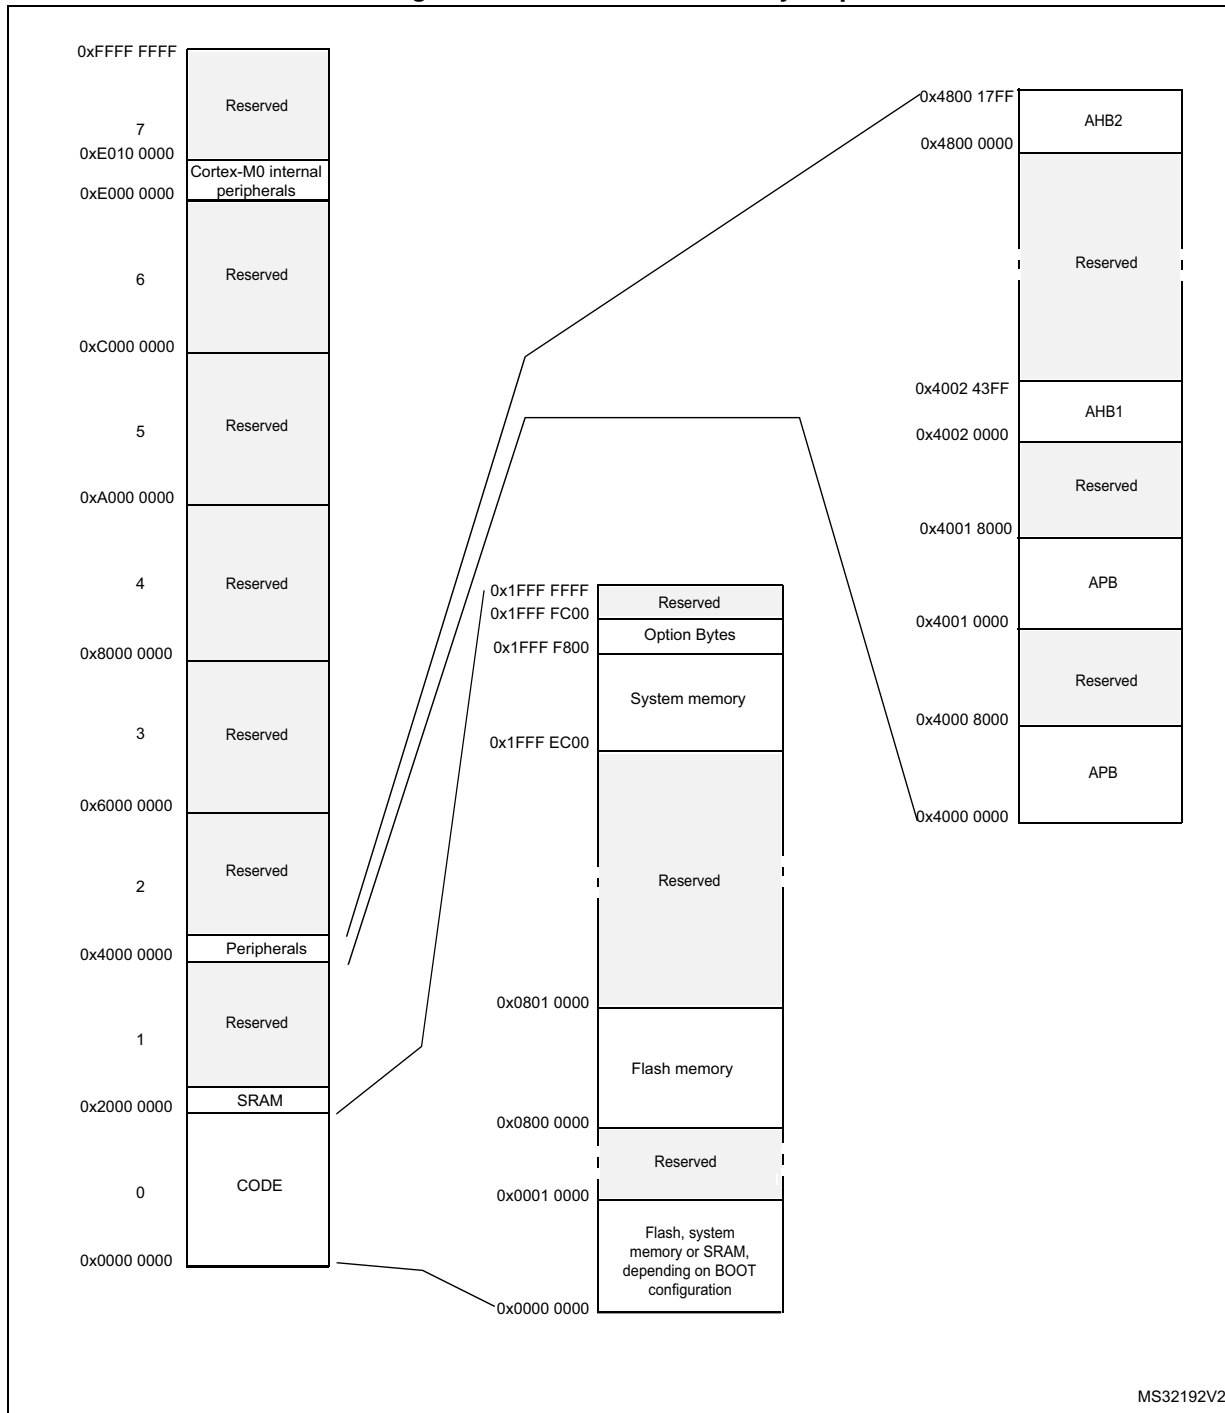 0xFFFF FFFF
Reserved
7
0xE010 0000
Cortex-M0 internal
peripherals
0xE000 0000
Reserved
6
0xC000 0000
Reserved
5
0xA000 0000
Reserved
4
0x8000 0000
Reserved
3
0x6000 0000
Reserved
2
Peripherals
0x4000 0000
Reserved
1
SRAM
0x2000 0000
CODE
0
0x0000 0000
0x1FFF FFFF
Reserved
0x1FFF FC00
Option Bytes
0x1FFF F800
System memory
0x1FFF EC00
Reserved
0x0801 0000
Flash memory
0x0800 0000
Reserved
0x0001 0000
Flash, system
memory or SRAM,
depending on BOOT
configuration
0x0000 0000
0x4800 17FF
AHB2
0x4800 0000
Reserved
0x4002 43FF
AHB1
0x4002 0000
Reserved
0x4001 8000
APB
0x4001 0000
Reserved
0x4000 8000
APB
0x4000 0000
MS32192V2